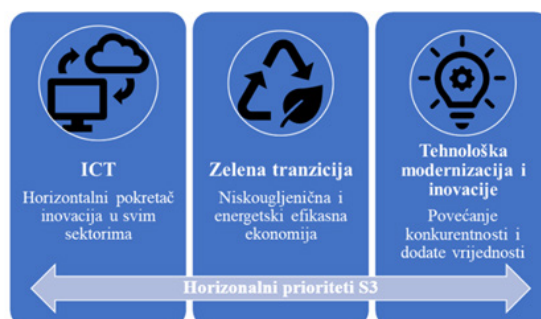 ICT
Horizontalni pokretač
inovacija u svim
sektorima
Zelena tranzicija
Niskougljenična i
energetski efikasna
ekonomija
Tehnološka
modernizacija i
inovacije
Povećanje
konkurentnosti i
dodate vrijednosti
Horizonalni prioriteti S3